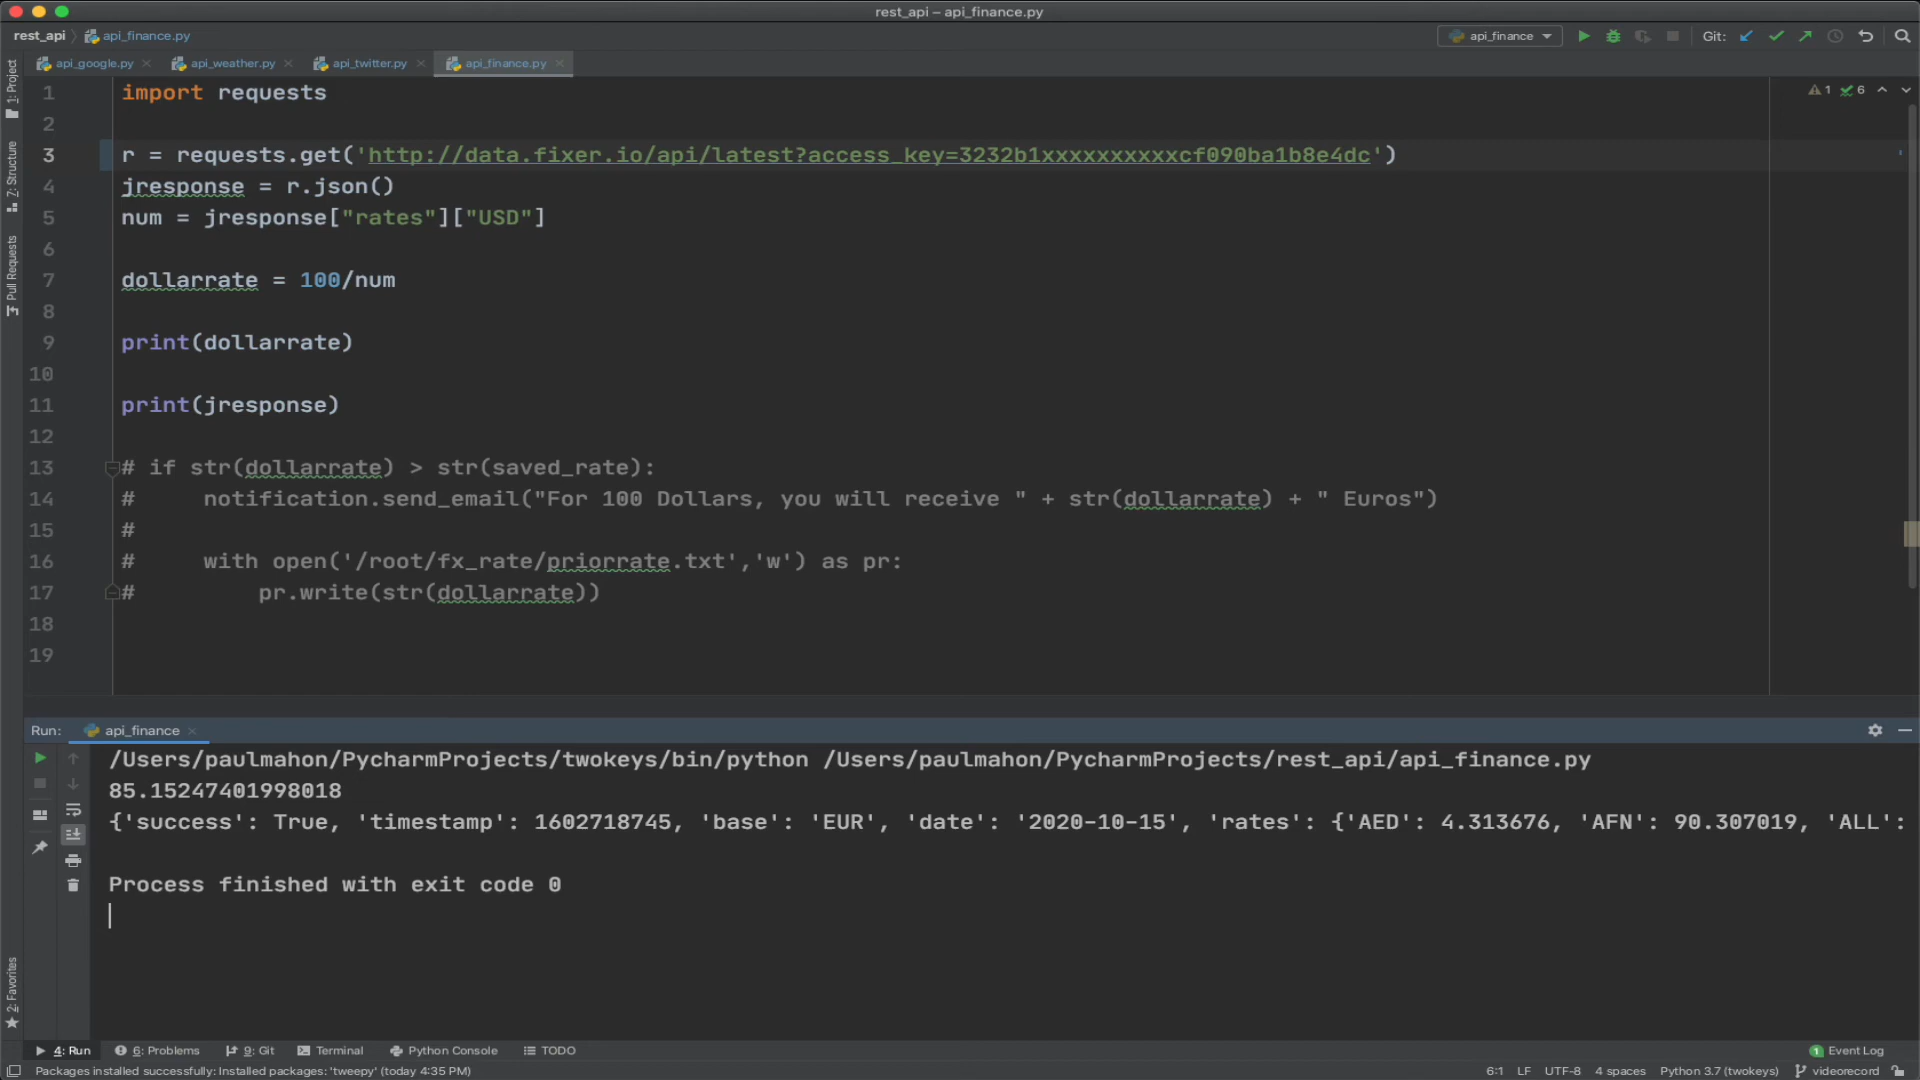 rest_api – api_finance.py
rest_api api_finance.py api_finance Git:
api_google.py api_weather.py api_twitter.py api_finance.py
1: Project
7: Structure
Pull Requests
2: Favorites
1 import requests 1 6
2
3 r = requests.get('http://data.fixer.io/api/latest?access_key=3232b1xxxxxxxxxxcf090ba1b8e4dc')
4 jresponse = r.json()
5 num = jresponse["rates"]["USD"]
6
7 dollarrate = 100/num
8
9 print(dollarrate)
10
11 print(jresponse)
12
13 # if str(dollarrate) > str(saved_rate):
14 #     notification.send_email("For 100 Dollars, you will receive " + str(dollarrate) + " Euros")
15 #
16 #     with open('/root/fx_rate/priorrate.txt','w') as pr:
17 #         pr.write(str(dollarrate))
18
19
Run: api_finance
/Users/paulmahon/PycharmProjects/twokeys/bin/python /Users/paulmahon/PycharmProjects/rest_api/api_finance.py
85.15247401998018
{'success': True, 'timestamp': 1602718745, 'base': 'EUR', 'date': '2020-10-15', 'rates': {'AED': 4.313676, 'AFN': 90.307019, 'ALL':
Process finished with exit code 0
4: Run 6: Problems 9: Git Terminal Python Console TODO 1 Event Log
Packages installed successfully: Installed packages: 'tweepy' (today 4:35 PM) 6:1 LF UTF-8 4 spaces Python 3.7 (twokeys) videorecord